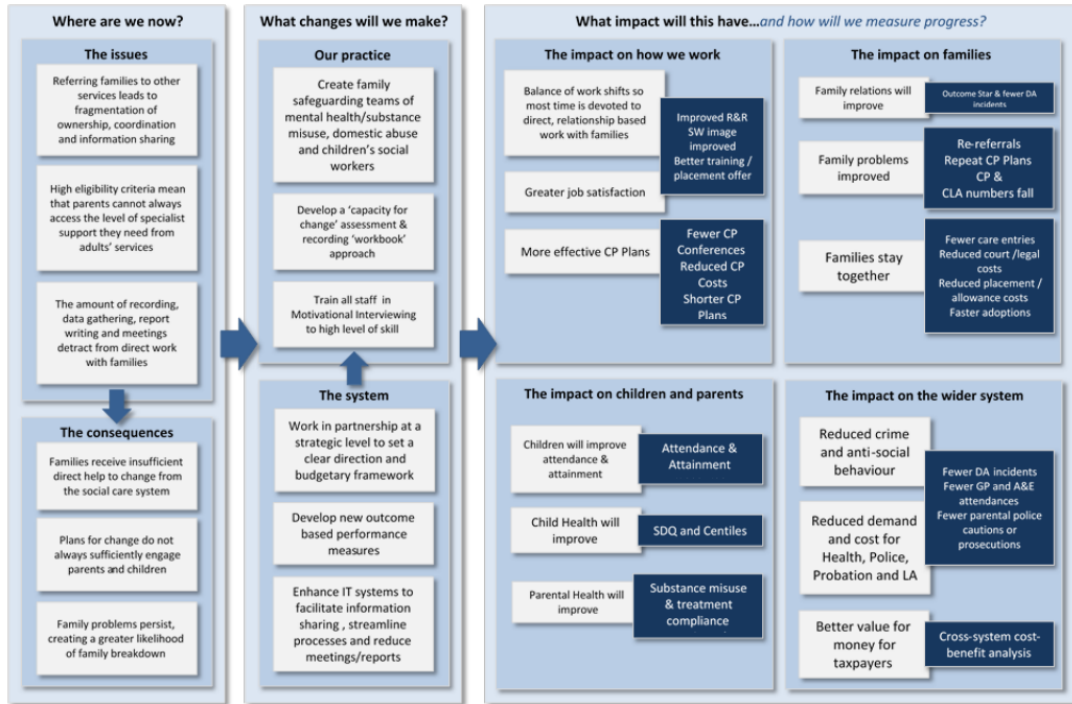 Where are we now?
The issues
Referring families to other
services leads to
fragmentation of
ownership, coordination
and information sharing
High eligibility criteria mean
that parents cannot always
access the level of specialist
support they need from
adults' services
The amount of recording,
data gathering, report
writing and meetings
detract from direct work
with families
The consequences
Families receive insufficient
direct help to change from
the social care system
Plans for change do not
always sufficiently engage
parents and children
Family problems persist,
creating a greater likelihood
of family breakdown
What changes will we make?
Our practice
Create family
safeguarding teams of
mental health/substance
misuse, domestic abuse
and children's social
workers
Develop a 'capacity for
change' assessment &
recording 'workbook'
approach
Train all staff in
Motivational Interviewing
to high level of skill
The system
Work in partnership at a
strategic level to set a
clear direction and
budgetary framework
Develop new outcome
based performance
measures
Enhance IT systems to
facilitate information
sharing , streamline
processes and reduce
meetings/reports
What impact will this have...and how will we measure progress?
The impact on how we work
Balance of work shifts so
most time is devoted to
direct, relationship based
work with families
Improved R&R
SW image
improved
Better training /
placement offer
Greater job satisfaction
More effective CP Plans
Fewer CP
Conferences
Reduced CP
Costs
Shorter CP
Plans
The impact on families
Family relations will
improve
Outcome Star & fewer DA
incidents
Family problems
improved
Re-referrals
Repeat CP Plans
CP &
CLA numbers fall
Families stay
together
Fewer care entries
Reduced court /legal
costs
Reduced placement /
allowance costs
Faster adoptions
The impact on children and parents
Children will improve
attendance &
attainment
Attendance &
Attainment
Child Health will
improve
SDQ and Centiles
Parental Health will
improve
Substance misuse
& treatment
compliance
The impact on the wider system
Reduced crime
and anti-social
behaviour
Reduced demand
and cost for
Health, Police,
Probation and LA
Fewer DA incidents
Fewer GP and A&E
attendances
Fewer parental police
cautions or
prosecutions
Better value for
money for
taxpayers
Cross-system cost-
benefit analysis